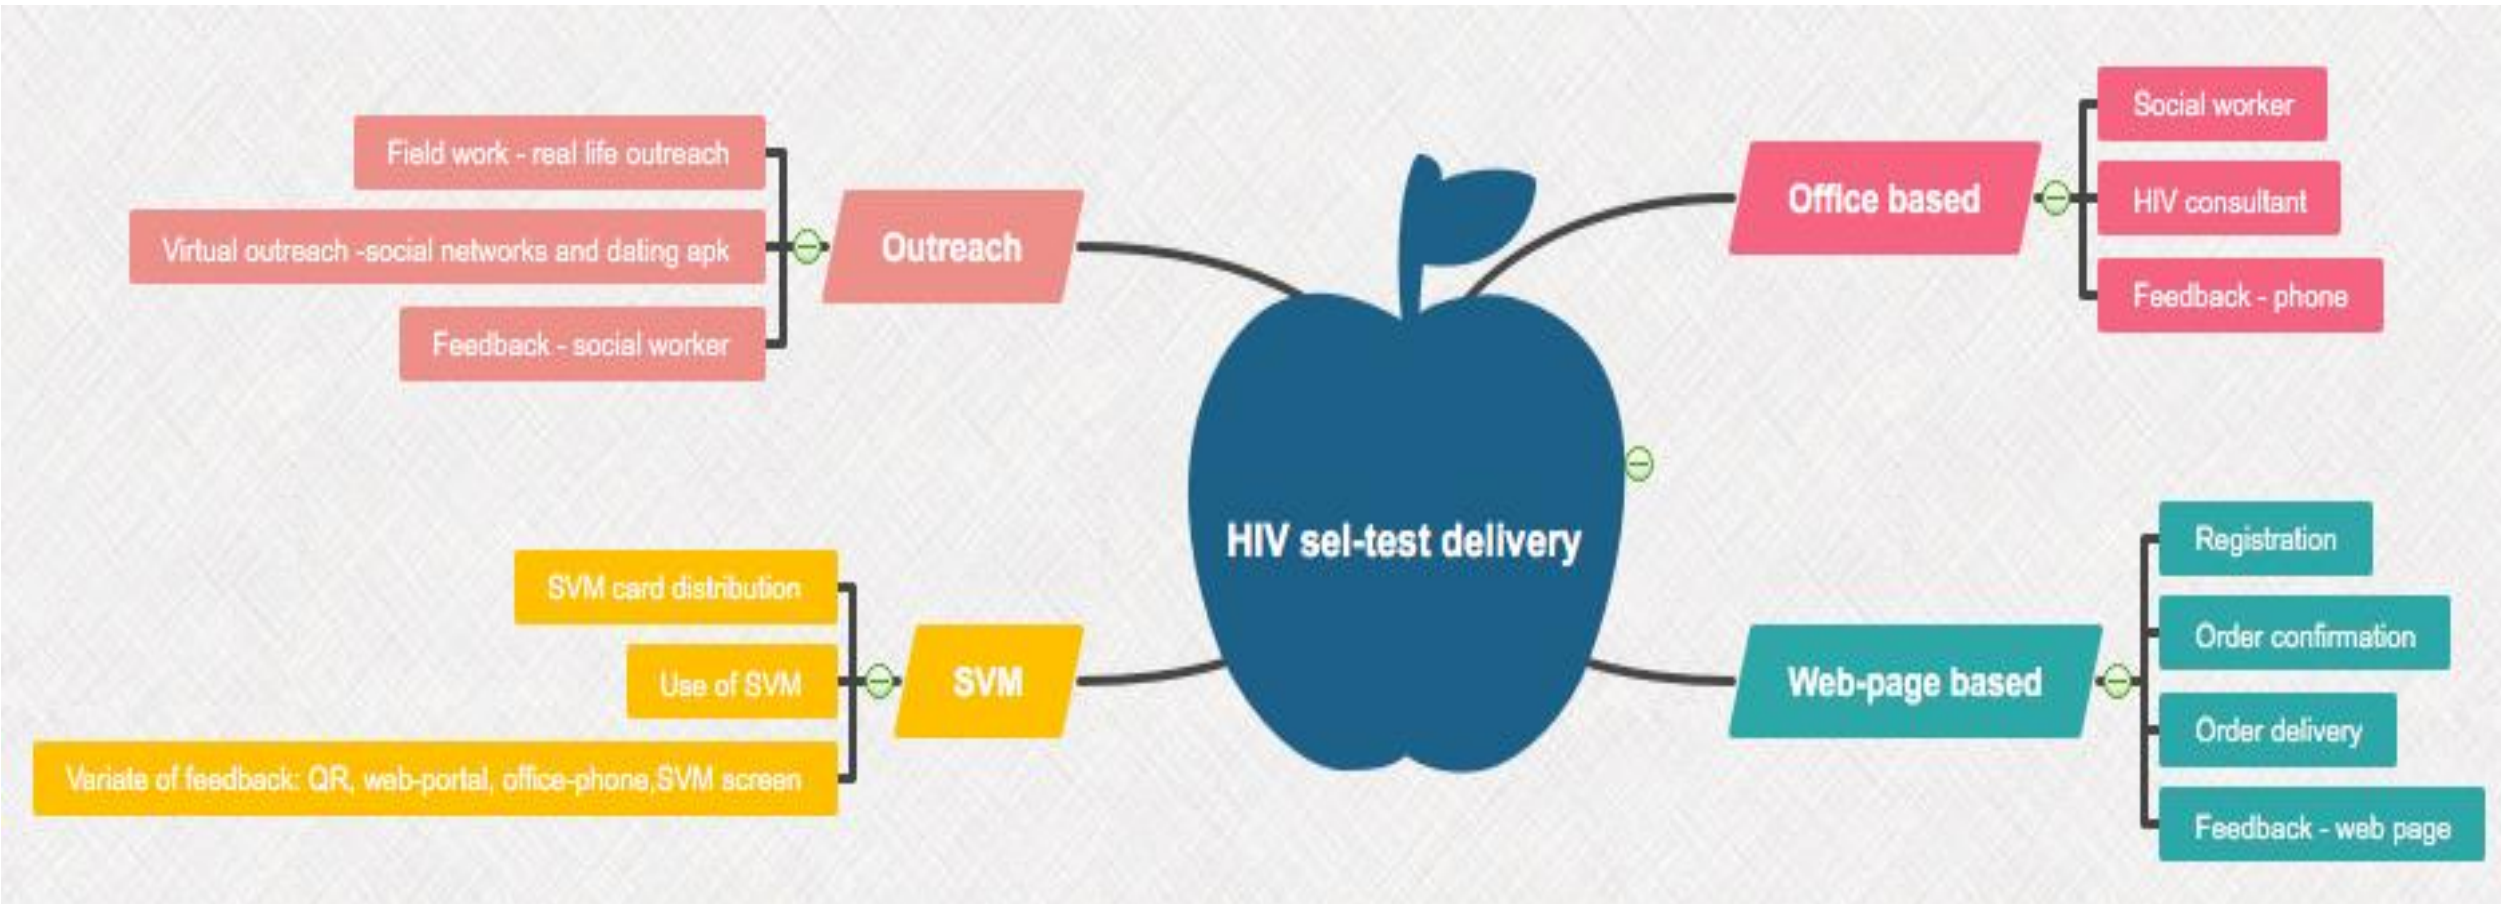 HIV sel-test delivery
Outreach
Field work - real life outreach
Virtual outreach -social networks and dating apk
Feedback - social worker
SVM
SVM card distribution
Use of SVM
Variate of feedback: QR, web-portal, office-phone,SVM screen
Office based
Social worker
HIV consultant
Feedback - phone
Web-page based
Registration
Order confirmation
Order delivery
Feedback - web page